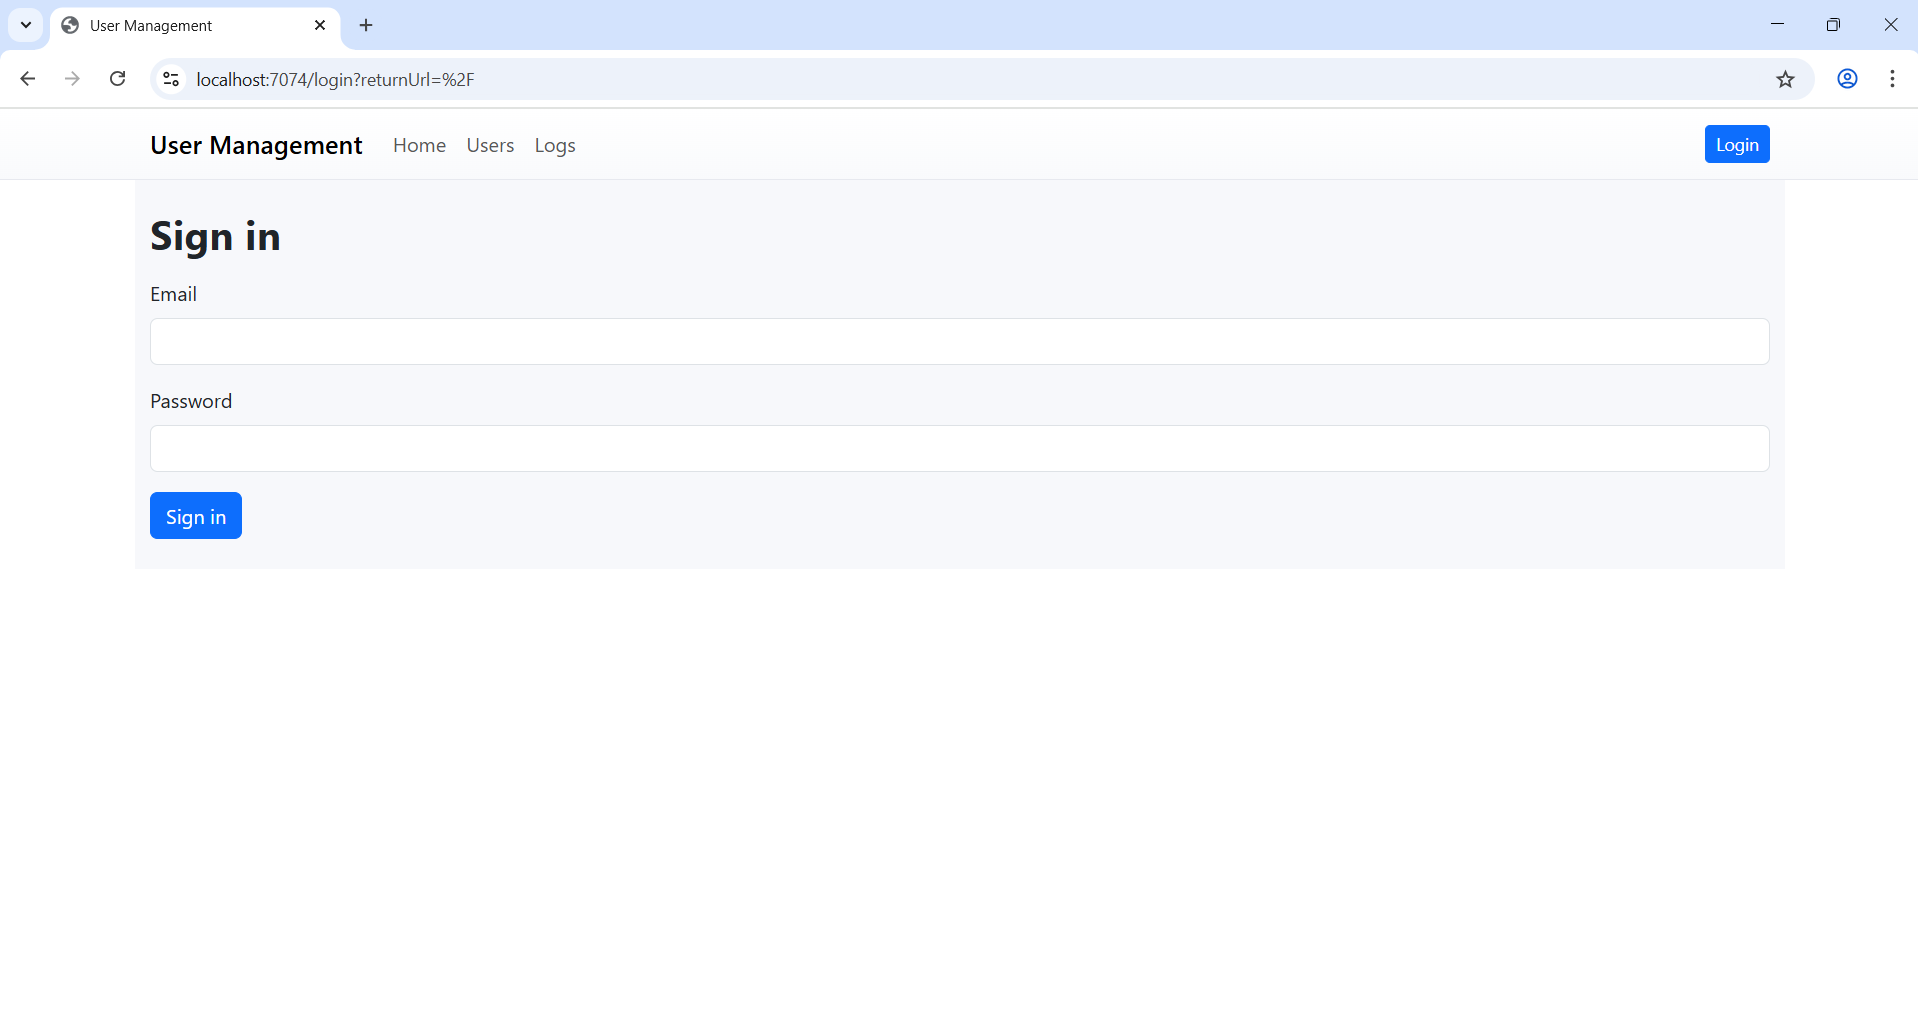 User Management
localhost:7074/login?returnUrl=%2F
User Management Home Users Logs Login
Sign in
Email
Password
Sign in